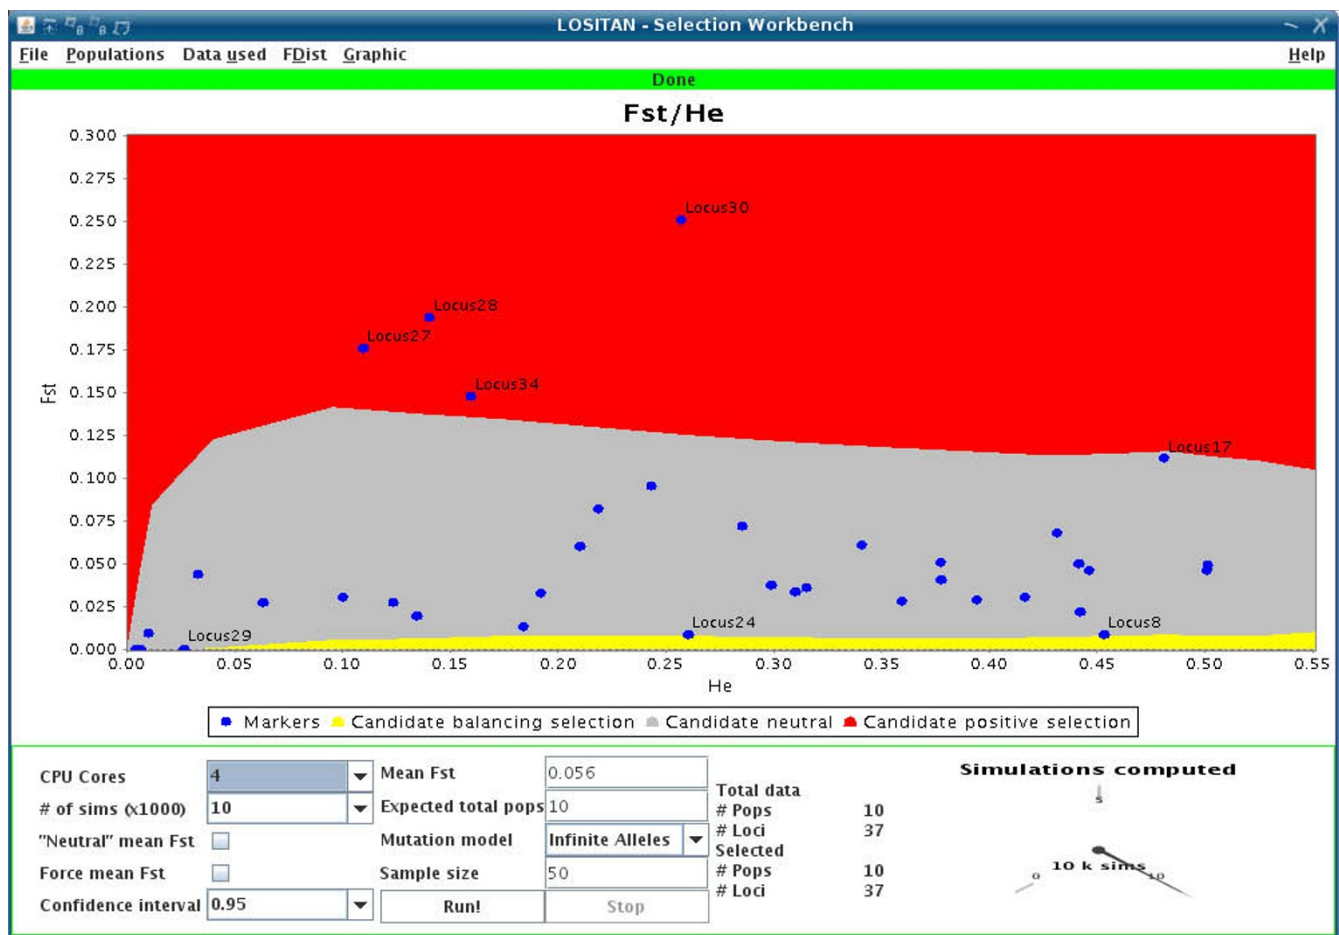 LOSITAN - Selection Workbench
File Populations Data used FDist Graphic Help
Done
Fst/He
0.300
0.275
0.250
0.225
0.200
0.175
0.150
0.125
0.100
0.075
0.050
0.025
0.000
Fst
Locus30
Locus28
Locus27
Locus34
Locus17
Locus29
Locus24
Locus8
0.00 0.05 0.10 0.15 0.20 0.25 0.30 0.35 0.40 0.45 0.50 0.55
He
Markers Candidate balancing selection Candidate neutral Candidate positive selection
CPU Cores 4
# of sims (x1000) 10
"Neutral" mean Fst
Force mean Fst
Confidence interval 0.95
Mean Fst 0.056
Expected total pops 10
Mutation model Infinite Alleles
Sample size 50
Run! Stop
Total data
# Pops 10
# Loci 37
Selected
# Pops 10
# Loci 37
Simulations computed
5
10 k sims
0 10